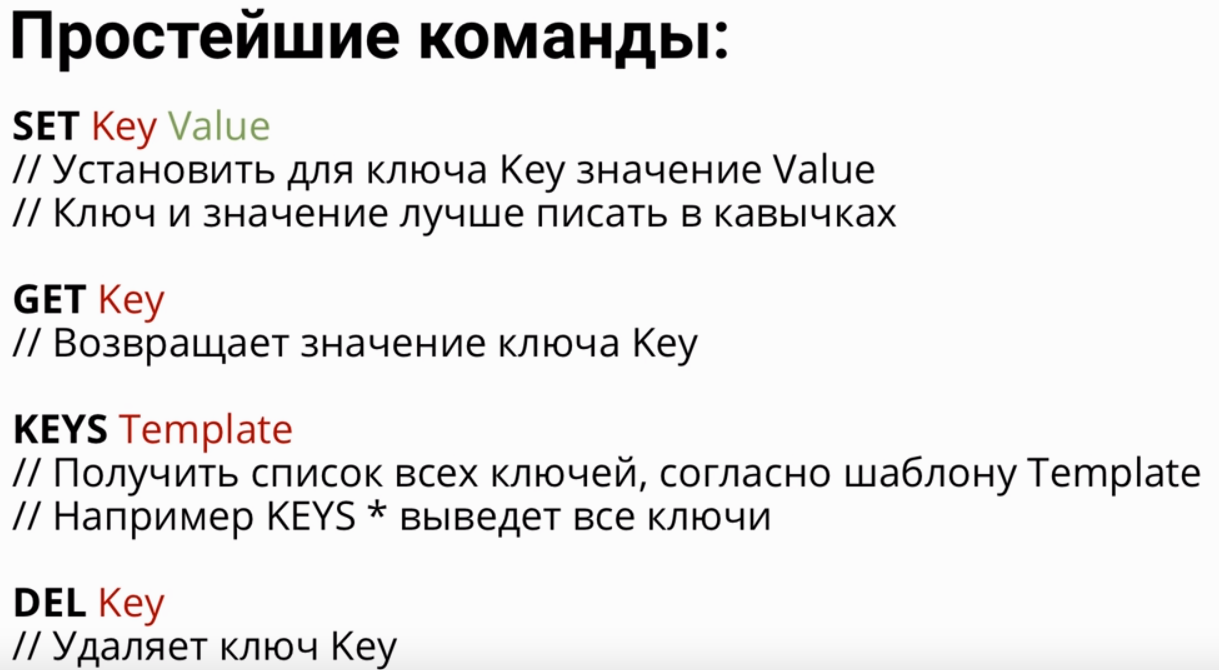 Простейшие команды:
SET Key Value
// Установить для ключа Key значение Value
// Ключ и значение лучше писать в кавычках
GET Key
// Возвращает значение ключа Key
KEYS Template
// Получить список всех ключей, согласно шаблону Template
// Например KEYS * выведет все ключи
DEL Key
// Удаляет ключ Key